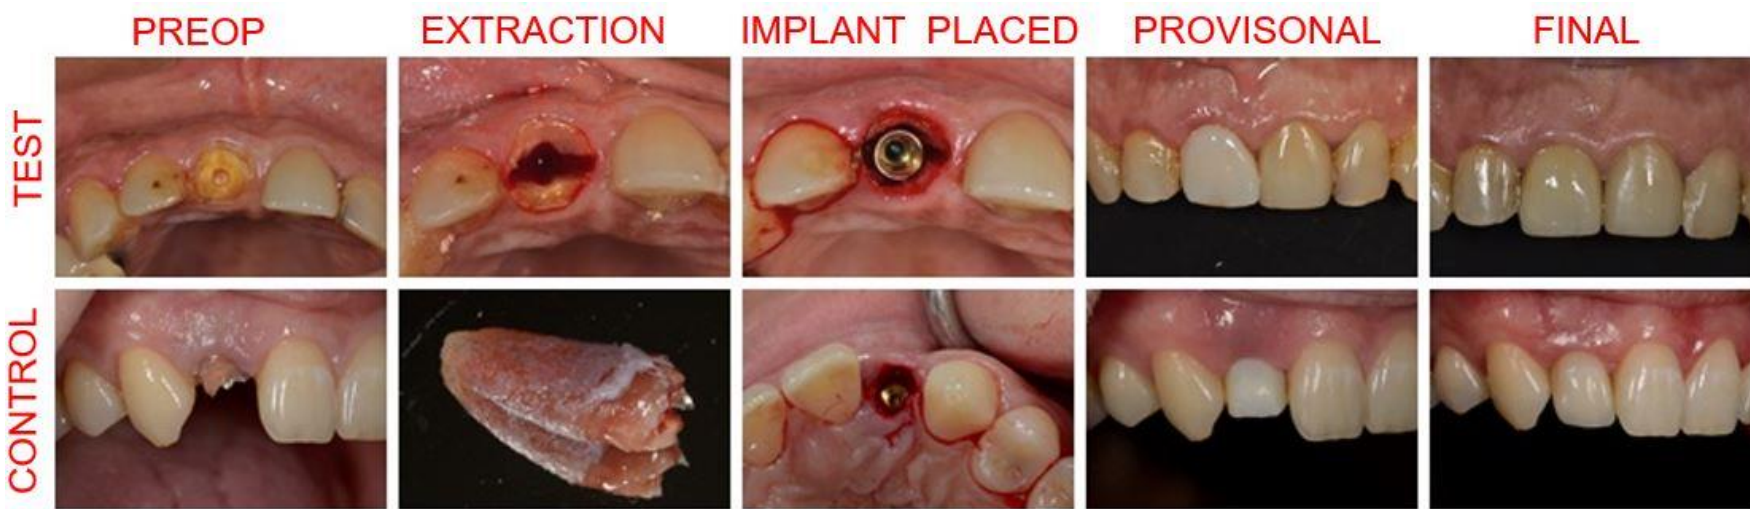 PREOP EXTRACTION IMPLANT PLACED PROVISONAL FINAL
TEST
CONTROL